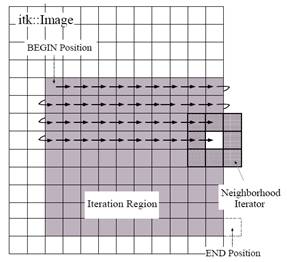 itk::Image
BEGIN Position
Iteration Region
Neighborhood
Iterator
END Position